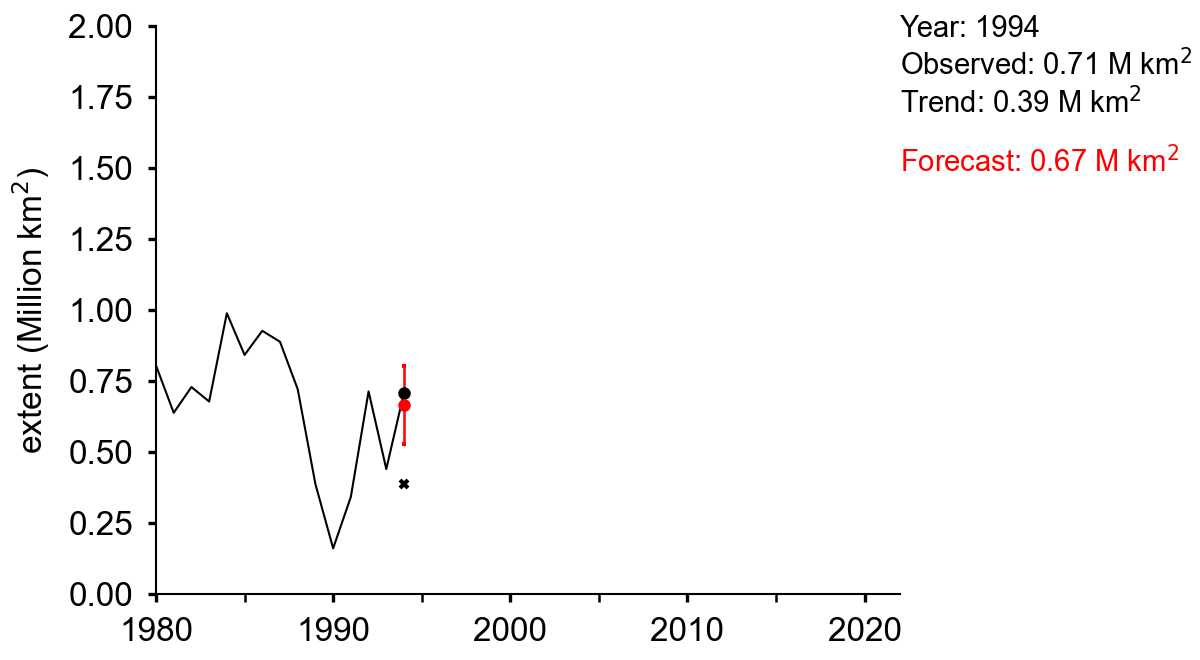 2.00
1.75
1.50
1.25
1.00
0.75
0.50
0.25
0.00
extent (Million km²)
1980 1990 2000 2010 2020
Year: 1994
Observed: 0.71 M km²
Trend: 0.39 M km²
Forecast: 0.67 M km²